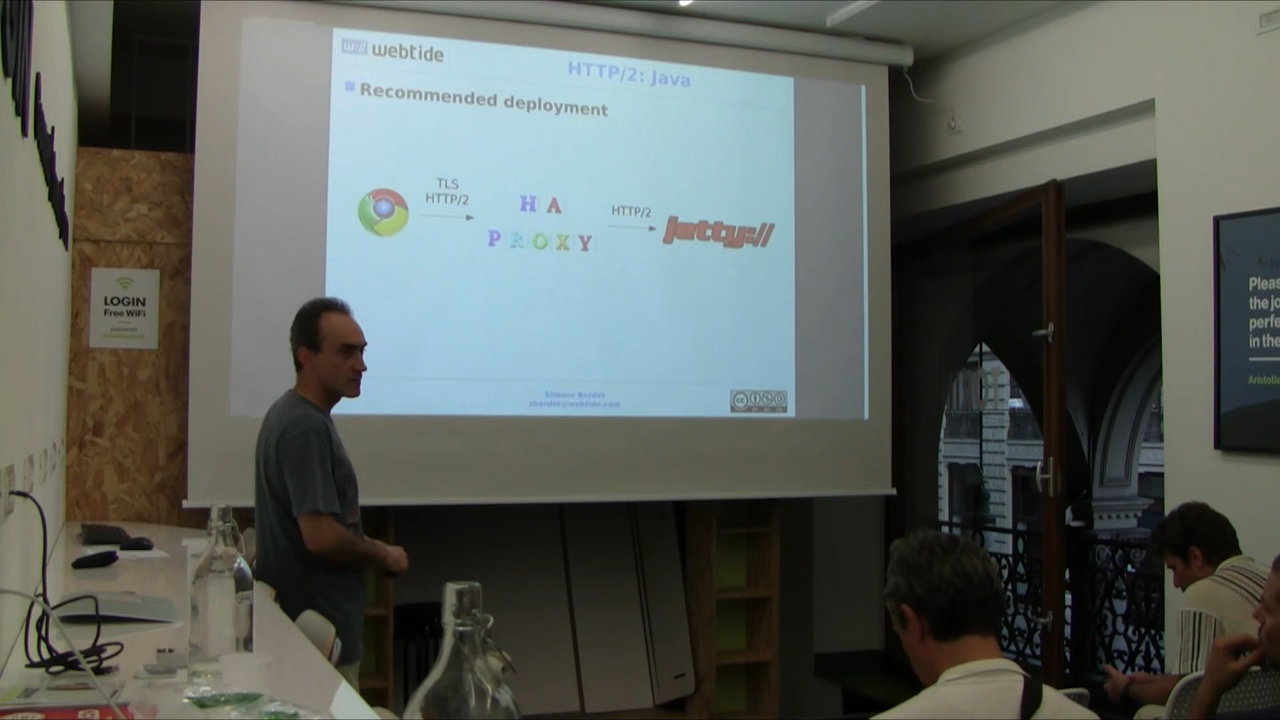 webtide
HTTP/2: Java
Recommended deployment
TLS
HTTP/2
HA
PROXY
HTTP/2
jetty://
Simone Bordet
sbordet@webtide.com
LOGIN
Free WiFi
Pleas
the jo
perfe
in the
Aristotle